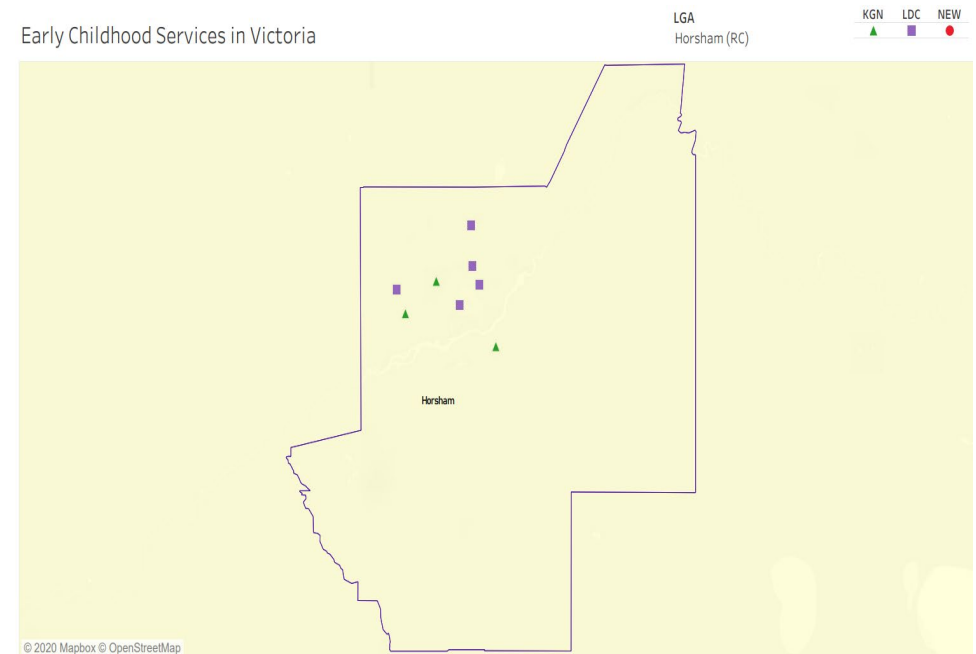 Early Childhood Services in Victoria
LGA
Horsham (RC)
KGN LDC NEW
Horsham
© 2020 Mapbox © OpenStreetMap